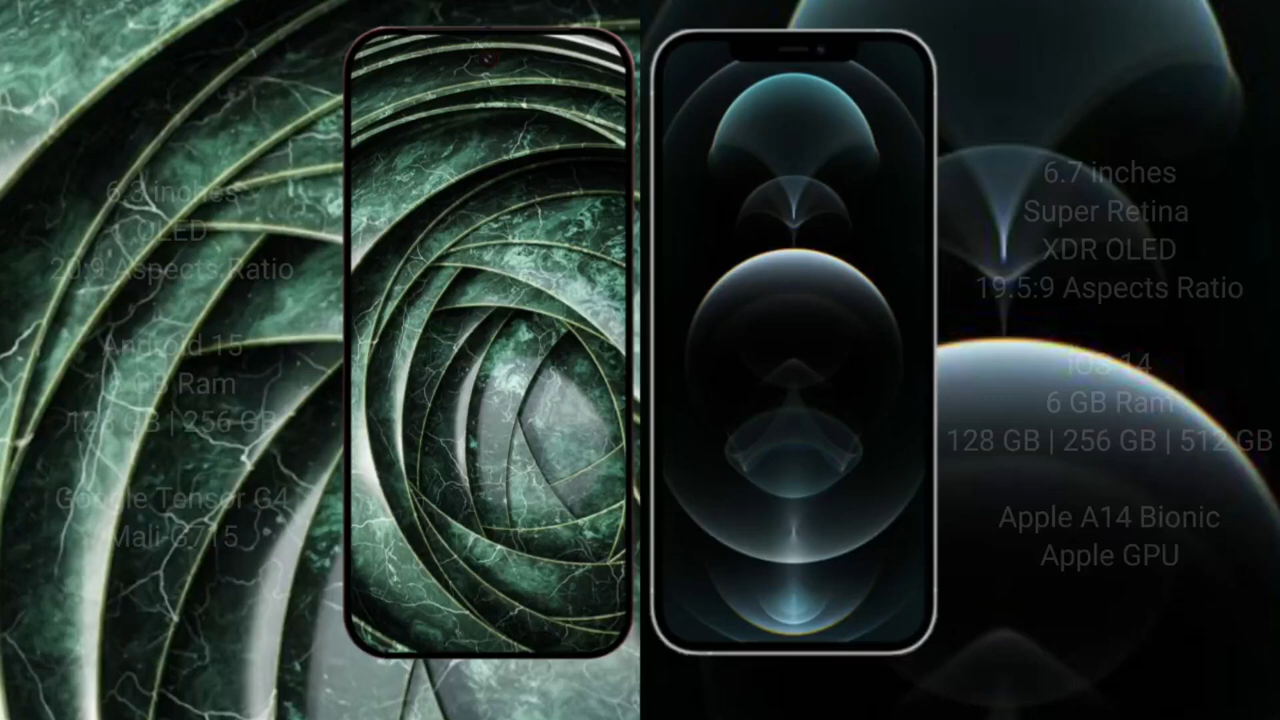 6.3 inches
OLED
20:9 Aspects Ratio
Android 15
8 GB Ram
128 GB | 256 GB
Google Tensor G4
Mali-G715
6.7 inches
Super Retina
XDR OLED
19.5:9 Aspects Ratio
iOS 14
6 GB Ram
128 GB | 256 GB | 512 GB
Apple A14 Bionic
Apple GPU